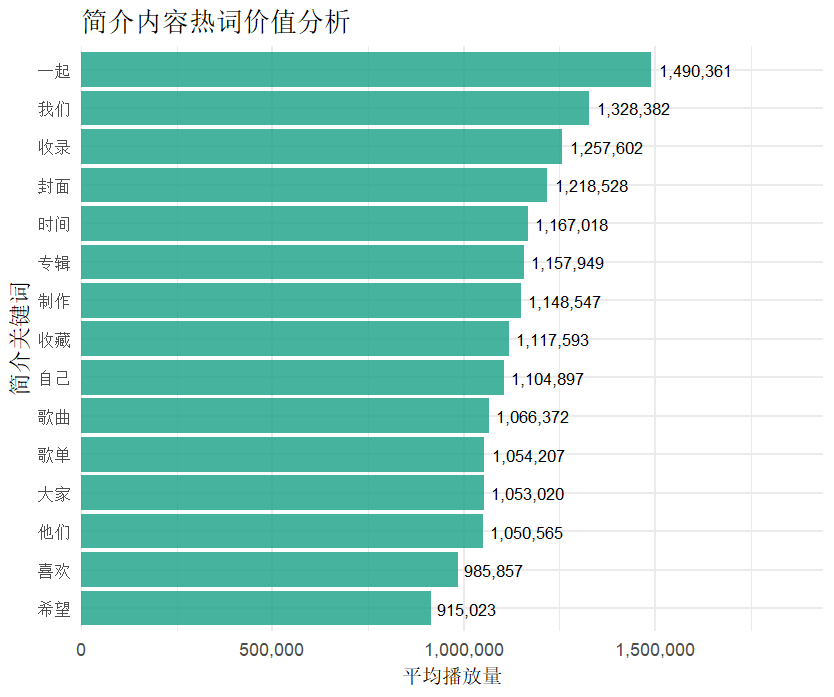 简介内容热词价值分析
简介关键词
一起 1,490,361
我们 1,328,382
收录 1,257,602
封面 1,218,528
时间 1,167,018
专辑 1,157,949
制作 1,148,547
收藏 1,117,593
自己 1,104,897
歌曲 1,066,372
歌单 1,054,207
大家 1,053,020
他们 1,050,565
喜欢 985,857
希望 915,023
0 500,000 1,000,000 1,500,000
平均播放量